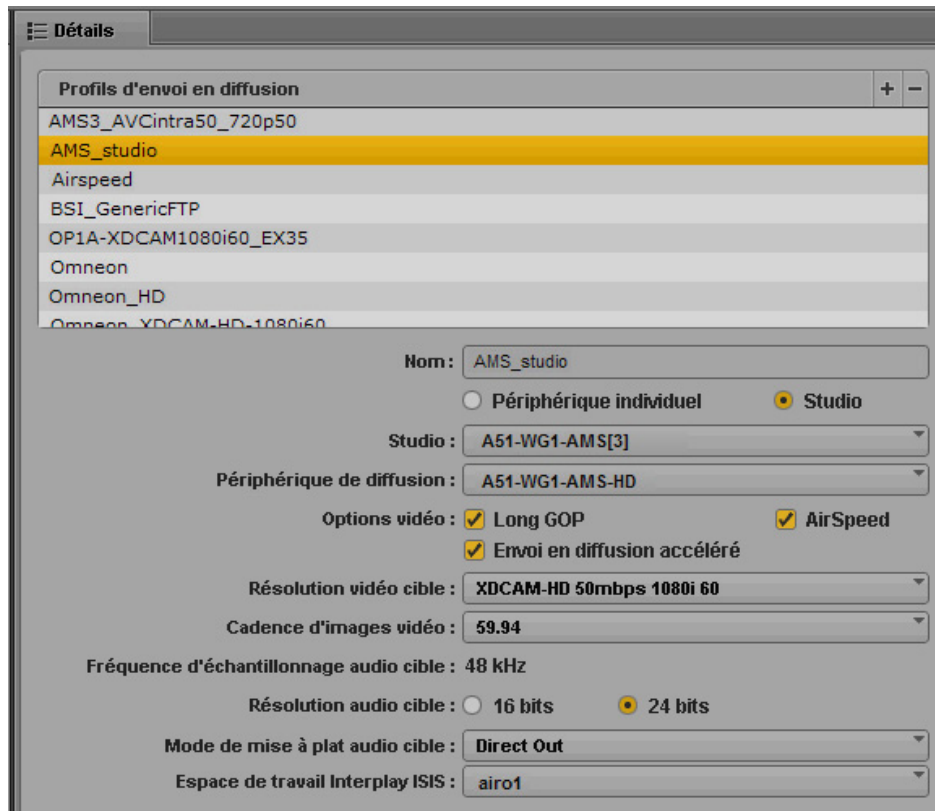 Détails
Profils d'envoi en diffusion + −
AMS3_AVCintra50_720p50
AMS_studio
Airspeed
BSI_GenericFTP
OP1A-XDCAM1080i60_EX35
Omneon
Omneon_HD
Omneon_XDCAM-HD-1080i60
Nom : AMS_studio
Périphérique individuel Studio
Studio : A51-WG1-AMS[3]
Périphérique de diffusion : A51-WG1-AMS-HD
Options vidéo : Long GOP AirSpeed
Envoi en diffusion accéléré
Résolution vidéo cible : XDCAM-HD 50mbps 1080i 60
Cadence d'images vidéo : 59.94
Fréquence d'échantillonnage audio cible : 48 kHz
Résolution audio cible : 16 bits 24 bits
Mode de mise à plat audio cible : Direct Out
Espace de travail Interplay ISIS : airo1